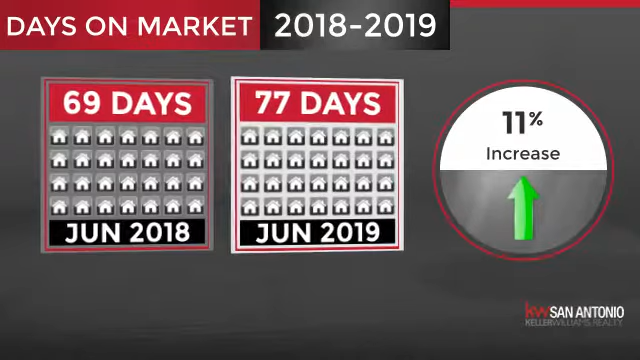 DAYS ON MARKET
2018-2019
69 DAYS
JUN 2018
77 DAYS
JUN 2019
11%
Increase
kw SAN ANTONIO
KELLERWILLIAMS. REALTY